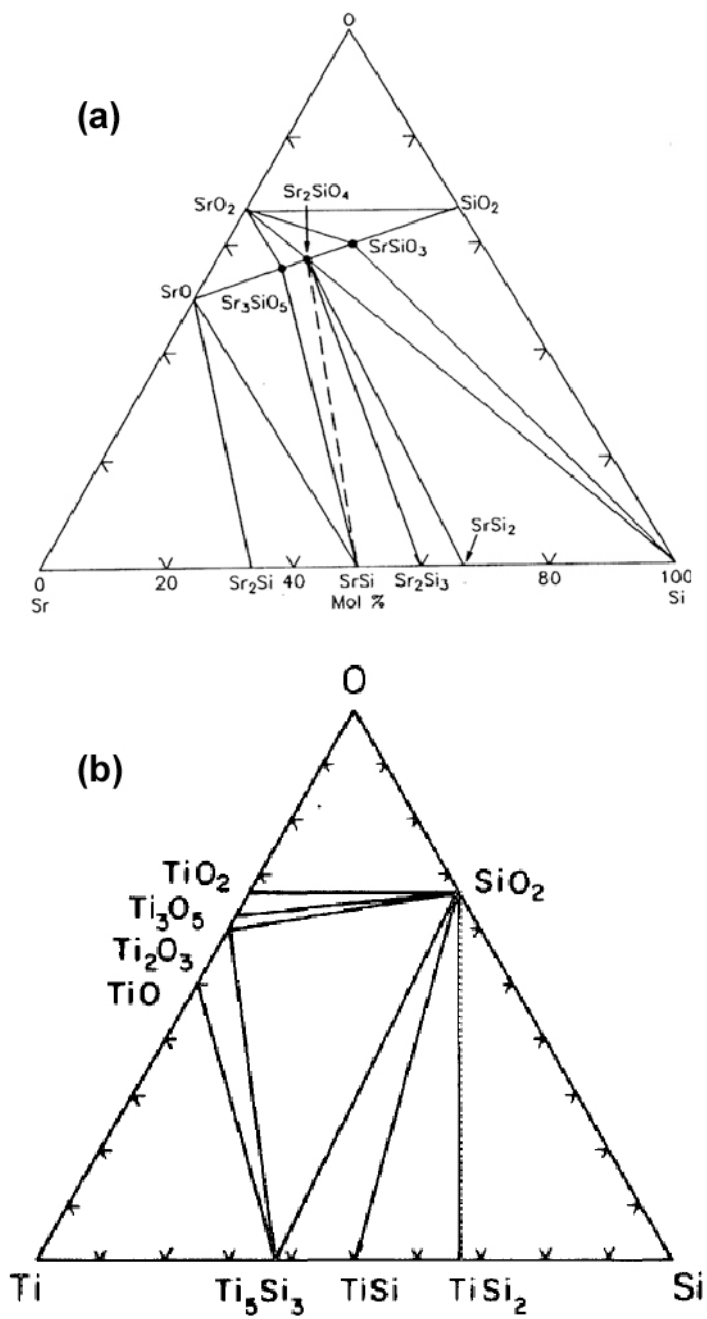 (a)
O
SrO₂
Sr₂SiO₄
SiO₂
SrSiO₃
SrO
Sr₃SiO₅
SrSi₂
0 20 Sr₂Si 40 SrSi Sr₂Si₃ 80 100
Sr Mol % Si
(b)
O
TiO₂
SiO₂
Ti₃O₅
Ti₂O₃
TiO
Ti Ti₅Si₃ TiSi TiSi₂ Si